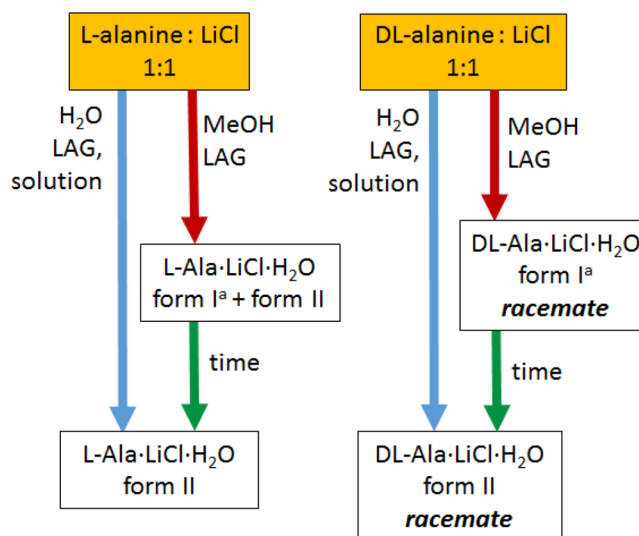 L-alanine : LiCl
1:1
H₂O
LAG,
solution
MeOH
LAG
L-Ala·LiCl·H₂O
form Iᵃ + form II
time
L-Ala·LiCl·H₂O
form II
DL-alanine : LiCl
1:1
H₂O
LAG,
solution
MeOH
LAG
DL-Ala·LiCl·H₂O
form Iᵃ
racemate
time
DL-Ala·LiCl·H₂O
form II
racemate